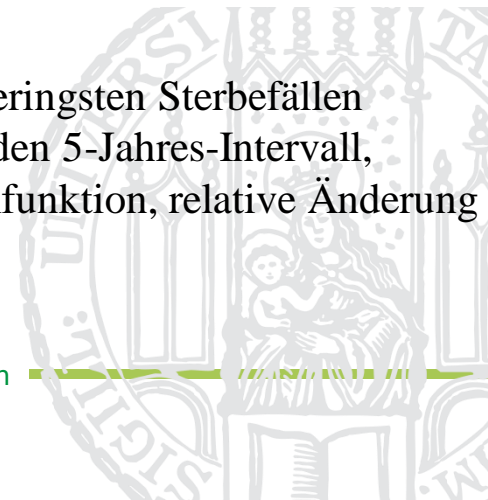 eringsten Sterbefällen
den 5-Jahres-Intervall,
funktion, relative Änderung
n